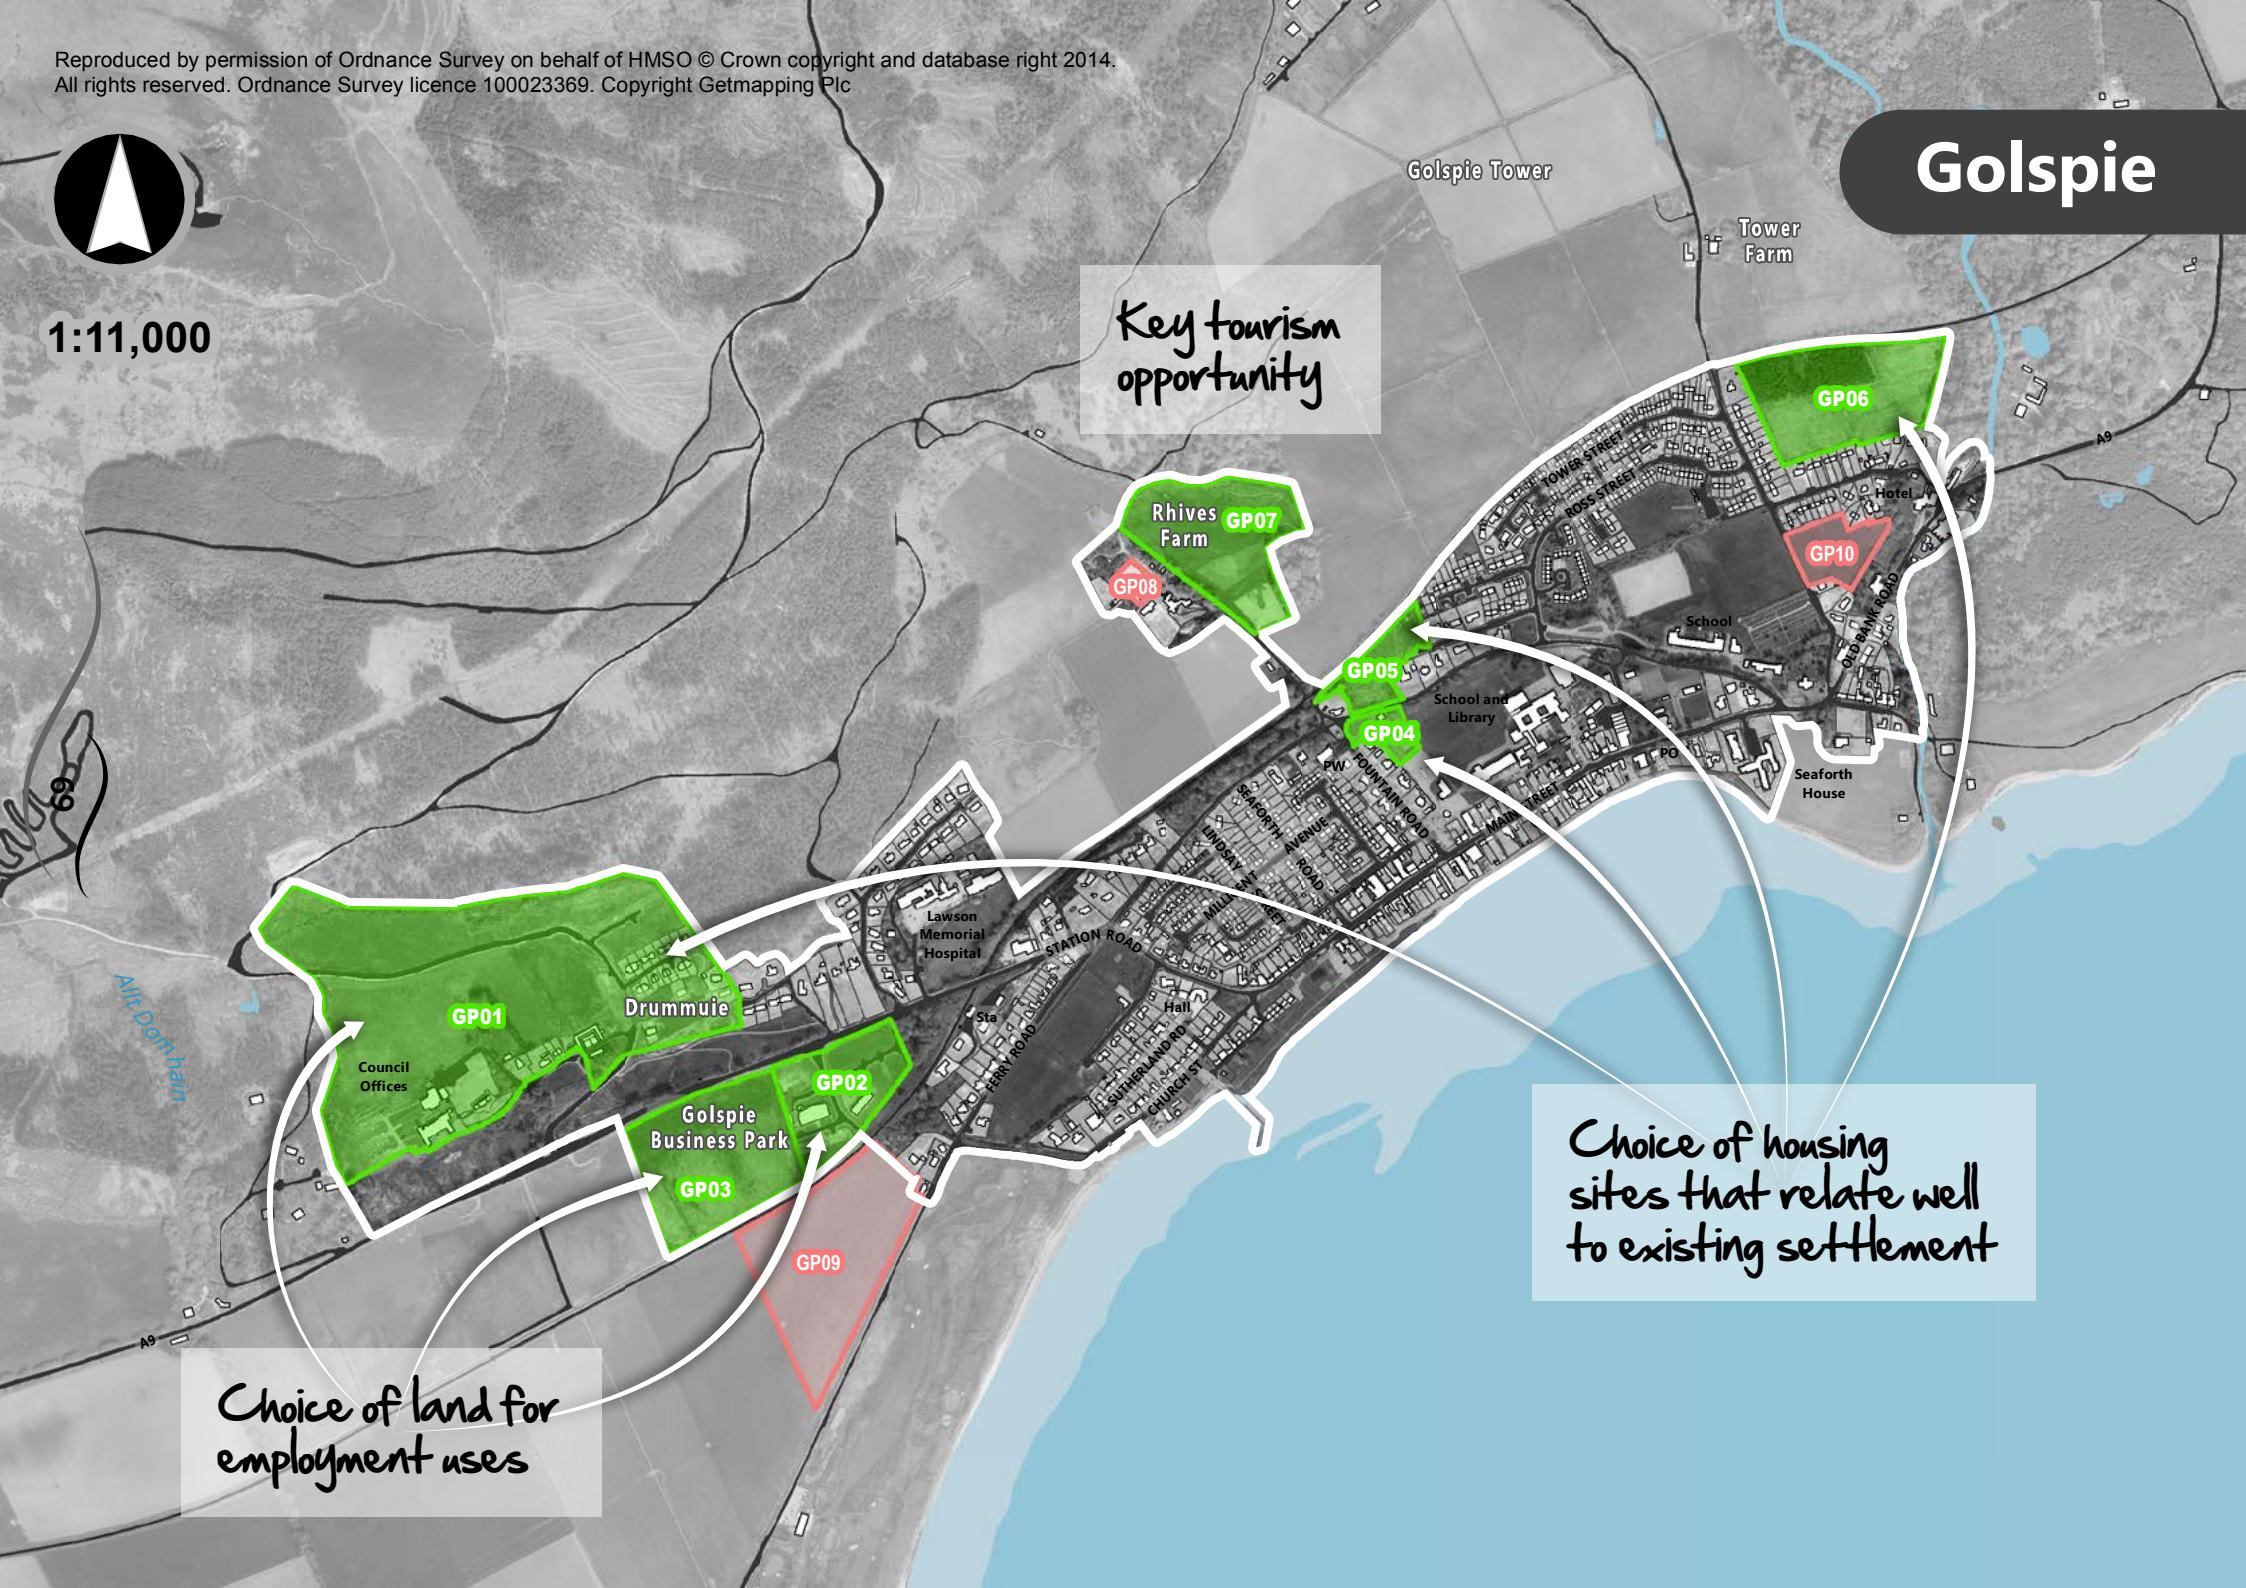 Reproduced by permission of Ordnance Survey on behalf of HMSO © Crown copyright and database right 2014.
All rights reserved. Ordnance Survey licence 100023369. Copyright Getmapping Plc
Golspie
1:11,000
Golspie Tower
Tower
Farm
Key tourism
opportunity
GP06
A9
Hotel
TOWER STREET
ROSS STREET
Rhives
Farm
GP07
GP08
GP10
OLD BANK ROAD
School
GP05
School and
Library
GP04
PW
FOUNTAIN ROAD
PO
MAIN STREET
Seaforth
House
SEAFORTH
AVENUE
LINDSAY
ROAD
MILLICENT
STREET
69
Lawson
Memorial
Hospital
STATION ROAD
Allt Domhain
GP01
Drummuie
Council
Offices
Sta
Hall
FERRY ROAD
SUTHERLAND RD
CHURCH ST
GP02
Golspie
Business Park
GP03
GP09
A9
Choice of housing
sites that relate well
to existing settlement
Choice of land for
employment uses